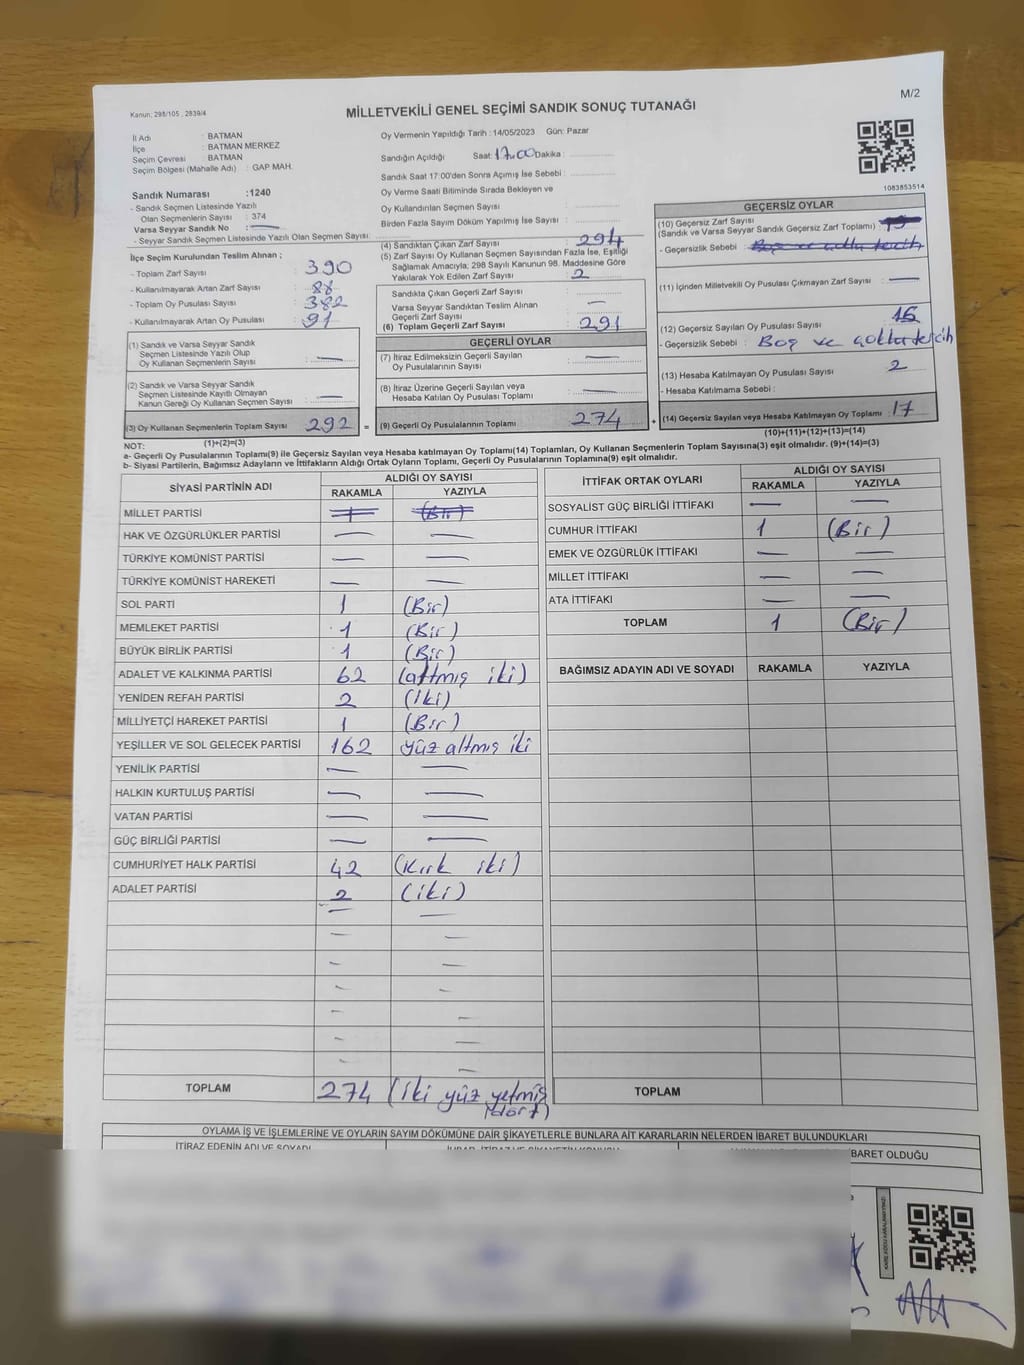 M/2
Kanun: 298/105 , 2839/4
MİLLETVEKİLİ GENEL SEÇİMİ SANDIK SONUÇ TUTANAĞI
İl Adı : BATMAN
İlçe : BATMAN MERKEZ
Seçim Çevresi : BATMAN
Seçim Bölgesi (Mahalle Adı) : GAP MAH.
Sandık Numarası :1240
- Sandık Seçmen Listesinde Yazılı
Olan Seçmenlerin Sayısı : 374
Varsa Seyyar Sandık No : —
- Seyyar Sandık Seçmen Listesinde Yazılı Olan Seçmen Sayısı:
İlçe Seçim Kurulundan Teslim Alınan ;
- Toplam Zarf Sayısı : 390
- Kullanılmayarak Artan Zarf Sayısı : 88
- Toplam Oy Pusulası Sayısı : 382
- Kullanılmayarak Artan Oy Pusulası : 91
(1) Sandık ve Varsa Seyyar Sandık
Seçmen Listesinde Yazılı Olup
Oy Kullanan Seçmenlerin Sayısı : —
(2) Sandık ve Varsa Seyyar Sandık
Seçmen Listesinde Kayıtlı Olmayan
Kanun Gereği Oy Kullanan Seçmen Sayısı : —
(3) Oy Kullanan Seçmenlerin Toplam Sayısı : 292 =
(1)+(2)=(3)
Oy Vermenin Yapıldığı Tarih : 14/05/2023 Gün: Pazar
Sandığın Açıldığı Saat: 17.00 Dakika :
Sandık Saat 17:00'den Sonra Açımış İse Sebebi :
Oy Verme Saati Bitiminde Sırada Bekleyen ve
Oy Kullandırılan Seçmen Sayısı :
Birden Fazla Sayım Döküm Yapılmış İse Sayısı :
(4) Sandıktan Çıkan Zarf Sayısı : 294
(5) Zarf Sayısı Oy Kullanan Seçmen Sayısından Fazla İse, Eşitliği
Sağlamak Amacıyla; 298 Sayılı Kanunun 98. Maddesine Göre
Yakılarak Yok Edilen Zarf Sayısı : 2
Sandıkta Çıkan Geçerli Zarf Sayısı :
Varsa Seyyar Sandıktan Teslim Alınan
Geçerli Zarf Sayısı : —
(6) Toplam Geçerli Zarf Sayısı : 291
GEÇERLİ OYLAR
(7) İtiraz Edilmeksizin Geçerli Sayılan
Oy Pusulalarının Sayısı : —
(8) İtiraz Üzerine Geçerli Sayılan veya
Hesaba Katılan Oy Pusulası Toplamı : —
(9) Geçerli Oy Pusulalarının Toplamı : 274 +
1083853514
GEÇERSİZ OYLAR
(10) Geçersiz Zarf Sayısı
(Sandık ve Varsa Seyyar Sandık Geçersiz Zarf Toplamı) :
- Geçersizlik Sebebi :
(11) İçinden Milletvekili Oy Pusulası Çıkmayan Zarf Sayısı : —
(12) Geçersiz Sayılan Oy Pusulası Sayısı :
- Geçersizlik Sebebi : Boş ve çoklu tercih
(13) Hesaba Katılmayan Oy Pusulası Sayısı : 2
- Hesaba Katılmama Sebebi :
(14) Geçersiz Sayılan veya Hesaba Katılmayan Oy Toplamı : 17
(10)+(11)+(12)+(13)=(14)
NOT:
a- Geçerli Oy Pusulalarının Toplamı(9) ile Geçersiz Sayılan veya Hesaba katılmayan Oy Toplamı(14) Toplamları, Oy Kullanan Seçmenlerin Toplam Sayısına(3) eşit olmalıdır. (9)+(14)=(3)
b- Siyasi Partilerin, Bağımsız Adayların ve İttifakların Aldığı Ortak Oyların Toplamı, Geçerli Oy Pusulalarının Toplamına(9) eşit olmalıdır.
SİYASİ PARTİNİN ADI ALDIĞI OY SAYISI
RAKAMLA YAZIYLA
MİLLET PARTİSİ 1 (Bir)
HAK VE ÖZGÜRLÜKLER PARTİSİ — —
TÜRKİYE KOMÜNİST PARTİSİ — —
TÜRKİYE KOMÜNİST HAREKETİ — —
SOL PARTİ 1 (Bir)
MEMLEKET PARTİSİ 1 (Bir)
BÜYÜK BİRLİK PARTİSİ 1 (Bir)
ADALET VE KALKINMA PARTİSİ 62 (altmış iki)
YENİDEN REFAH PARTİSİ 2 (İki)
MİLLİYETÇİ HAREKET PARTİSİ 1 (Bir)
YEŞİLLER VE SOL GELECEK PARTİSİ 162 yüz altmış iki
YENİLİK PARTİSİ — —
HALKIN KURTULUŞ PARTİSİ — —
VATAN PARTİSİ — —
GÜÇ BİRLİĞİ PARTİSİ — —
CUMHURİYET HALK PARTİSİ 42 (Kırk iki)
ADALET PARTİSİ 2 (iki)
TOPLAM 274 (İki yüz yetmiş
dört)
İTTİFAK ORTAK OYLARI ALDIĞI OY SAYISI
RAKAMLA YAZIYLA
SOSYALİST GÜÇ BİRLİĞİ İTTİFAKI — —
CUMHUR İTTİFAKI 1 (Bir)
EMEK VE ÖZGÜRLÜK İTTİFAKI — —
MİLLET İTTİFAKI — —
ATA İTTİFAKI — —
TOPLAM 1 (Bir)
BAĞIMSIZ ADAYIN ADI VE SOYADI RAKAMLA YAZIYLA
TOPLAM
OYLAMA İŞ VE İŞLEMLERİNE VE OYLARIN SAYIM DÖKÜMÜNE DAİR ŞİKAYETLERLE BUNLARA AİT KARARLARIN NELERDEN İBARET BULUNDUKLARI
İTİRAZ EDENİN ADI VE SOYADI
İBARET OLDUĞU